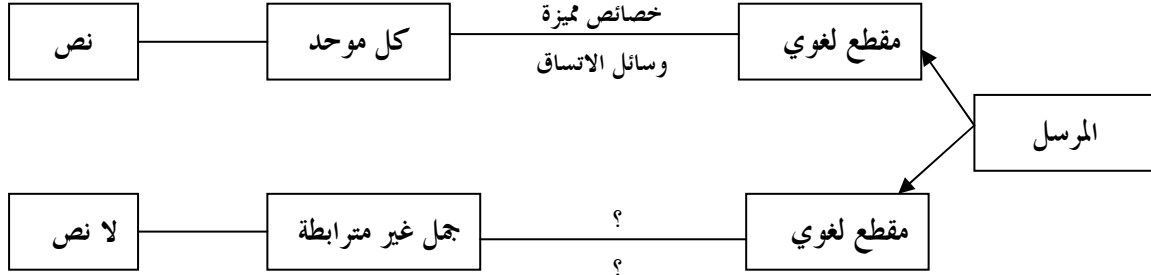 خصائص مميزة
مقطع لغوي
كل موحد
نص
وسائل الاتساق
المرسل
؟
مقطع لغوي
جمل غير مترابطة
لا نص
؟